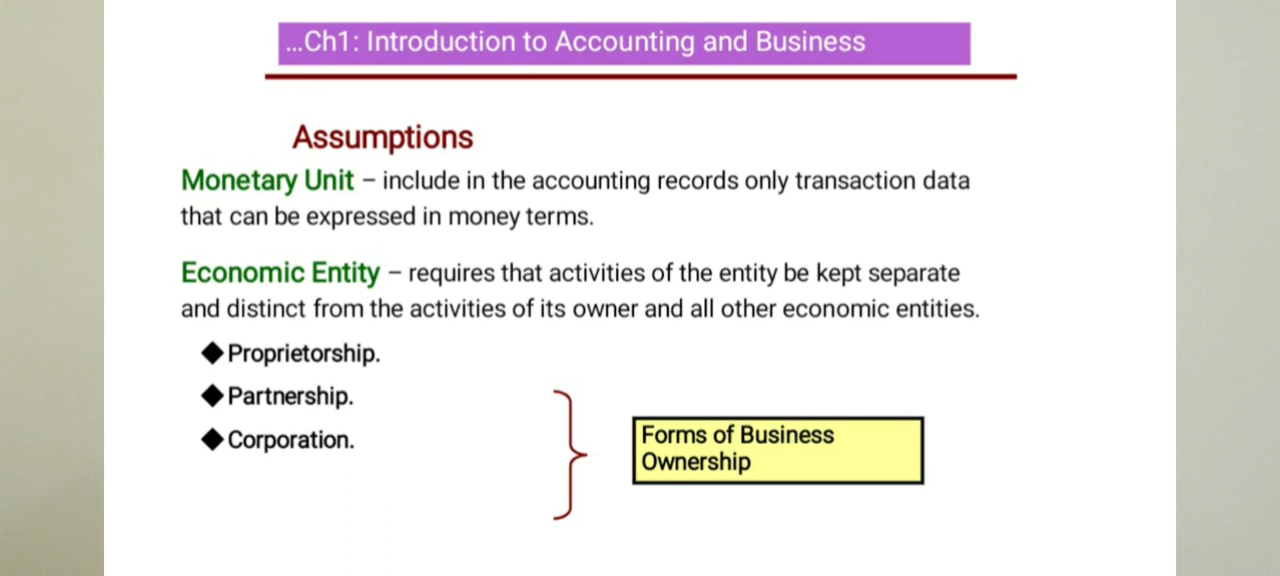 ...Ch1: Introduction to Accounting and Business
Assumptions
Monetary Unit – include in the accounting records only transaction data
that can be expressed in money terms.
Economic Entity – requires that activities of the entity be kept separate
and distinct from the activities of its owner and all other economic entities.
◆Proprietorship.
◆Partnership.
◆Corporation.
Forms of Business
Ownership